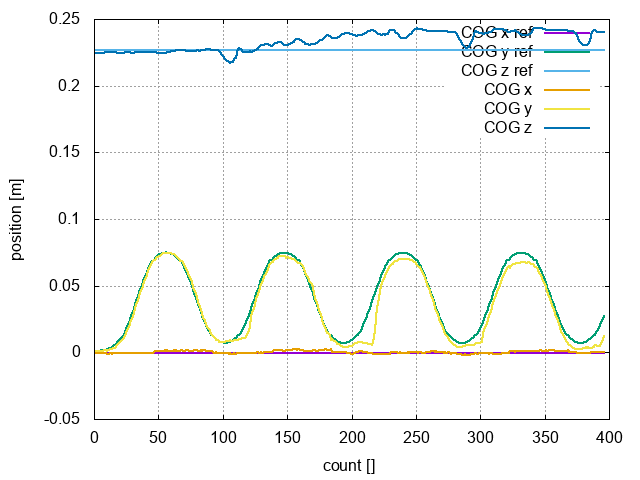 0.25
0.2
0.15
0.1
0.05
0
-0.05
position [m]
COG x ref
COG y ref
COG z ref
COG x
COG y
COG z
0 50 100 150 200 250 300 350 400
count []